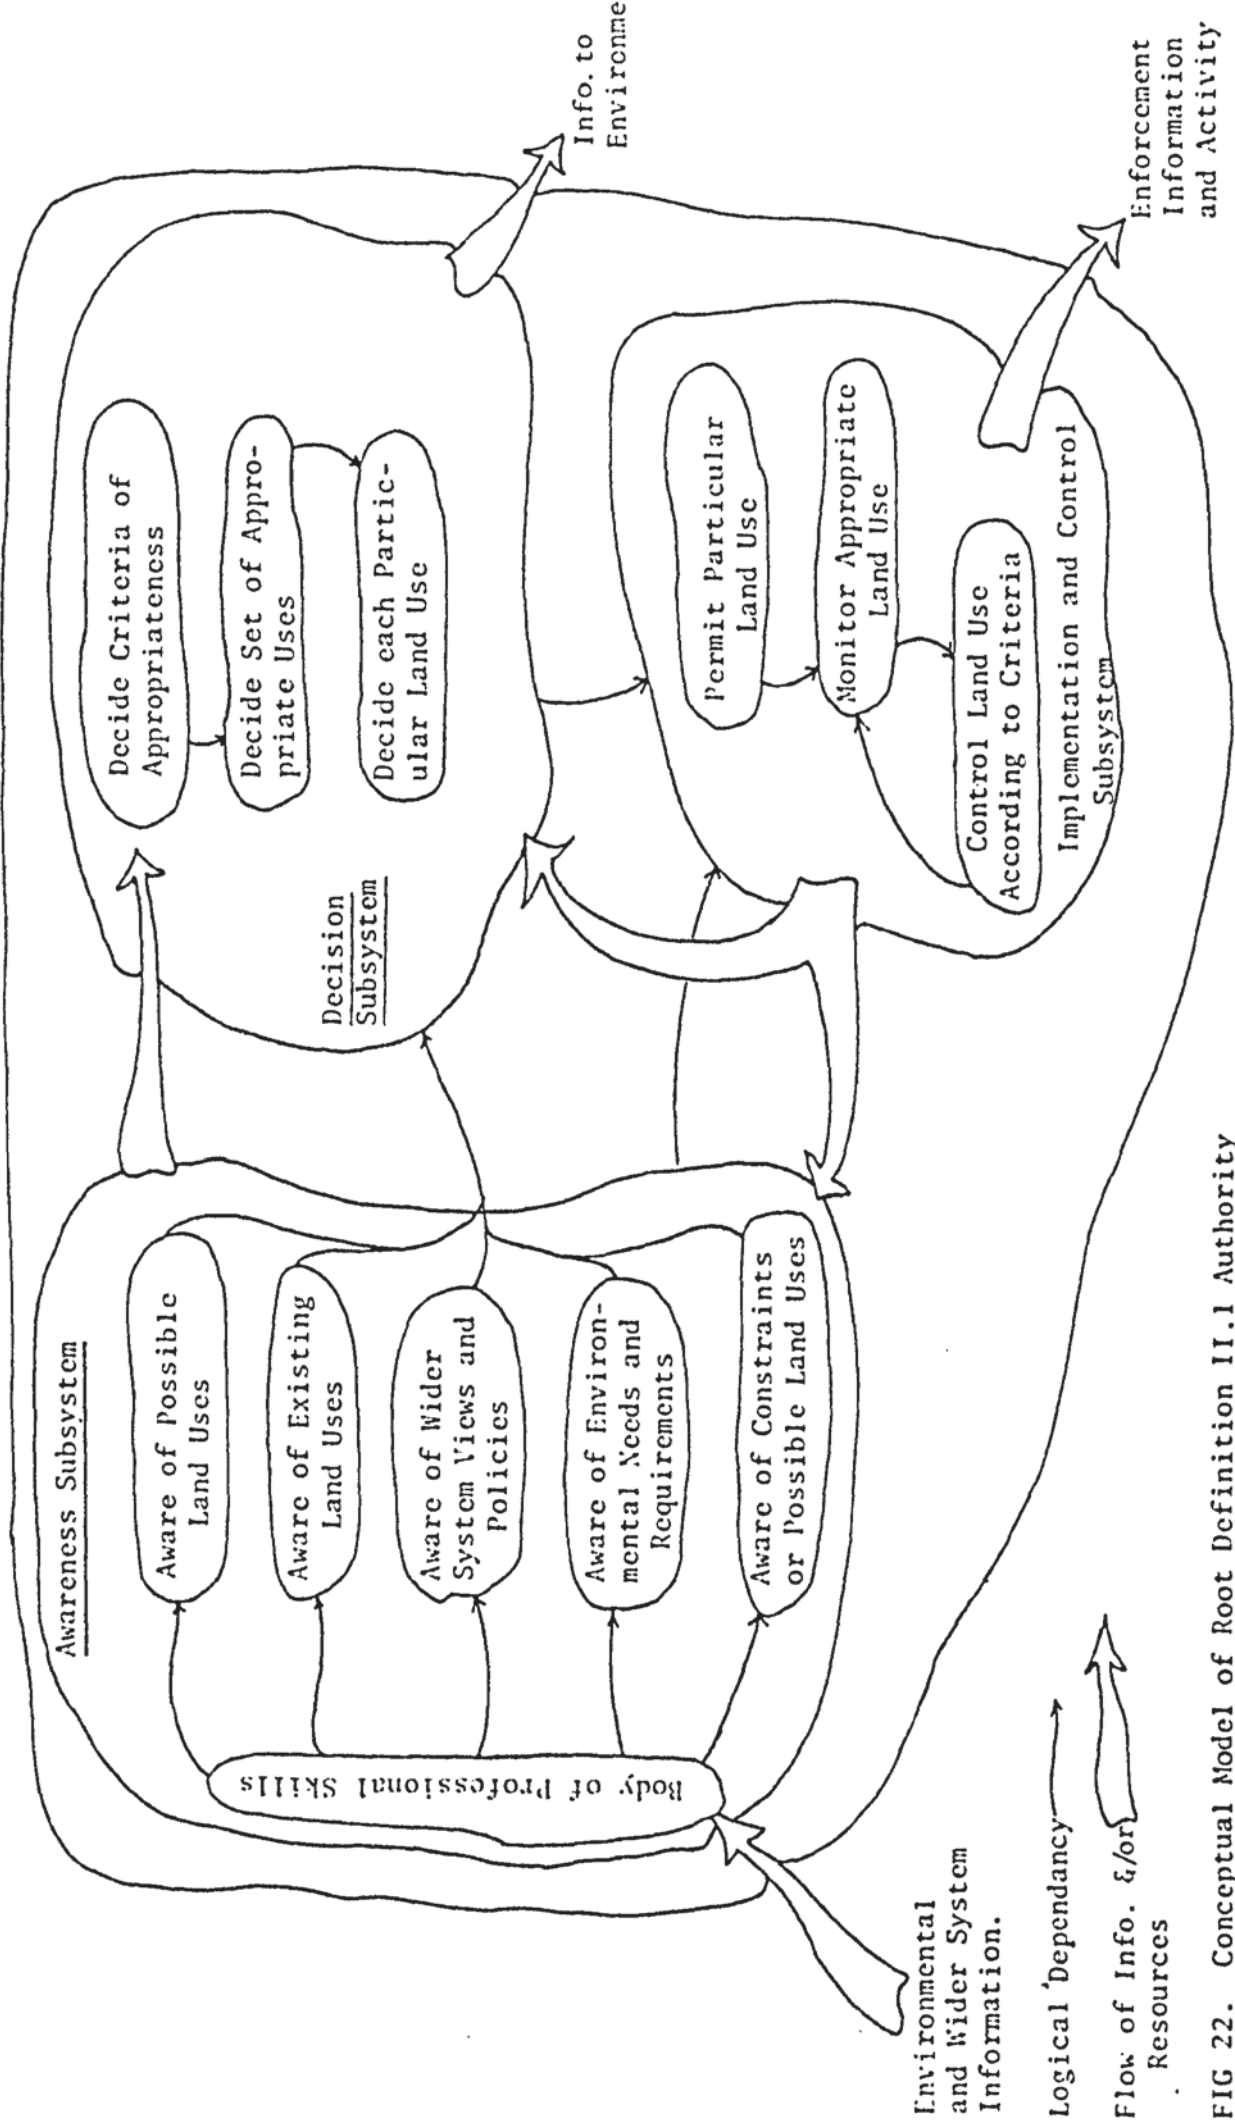 Awareness Subsystem
Body of Professional Skills
Aware of Possible
Land Uses
Aware of Existing
Land Uses
Aware of Wider
System Views and
Policies
Aware of Environ-
mental Needs and
Requirements
Aware of Constraints
or Possible Land Uses
Decision
Subsystem
Decide Criteria of
Appropriateness
Decide Set of Appro-
priate Uses
Decide each Partic-
ular Land Use
Permit Particular
Land Use
Monitor Appropriate
Land Use
Control Land Use
According to Criteria
Implementation and Control
Subsystem
Info. to
Environme
Enforcement
Information
and Activity
Environmental
and Wider System
Information.
Logical Dependancy
Flow of Info. &/or
Resources
FIG 22. Conceptual Model of Root Definition II.1 Authority